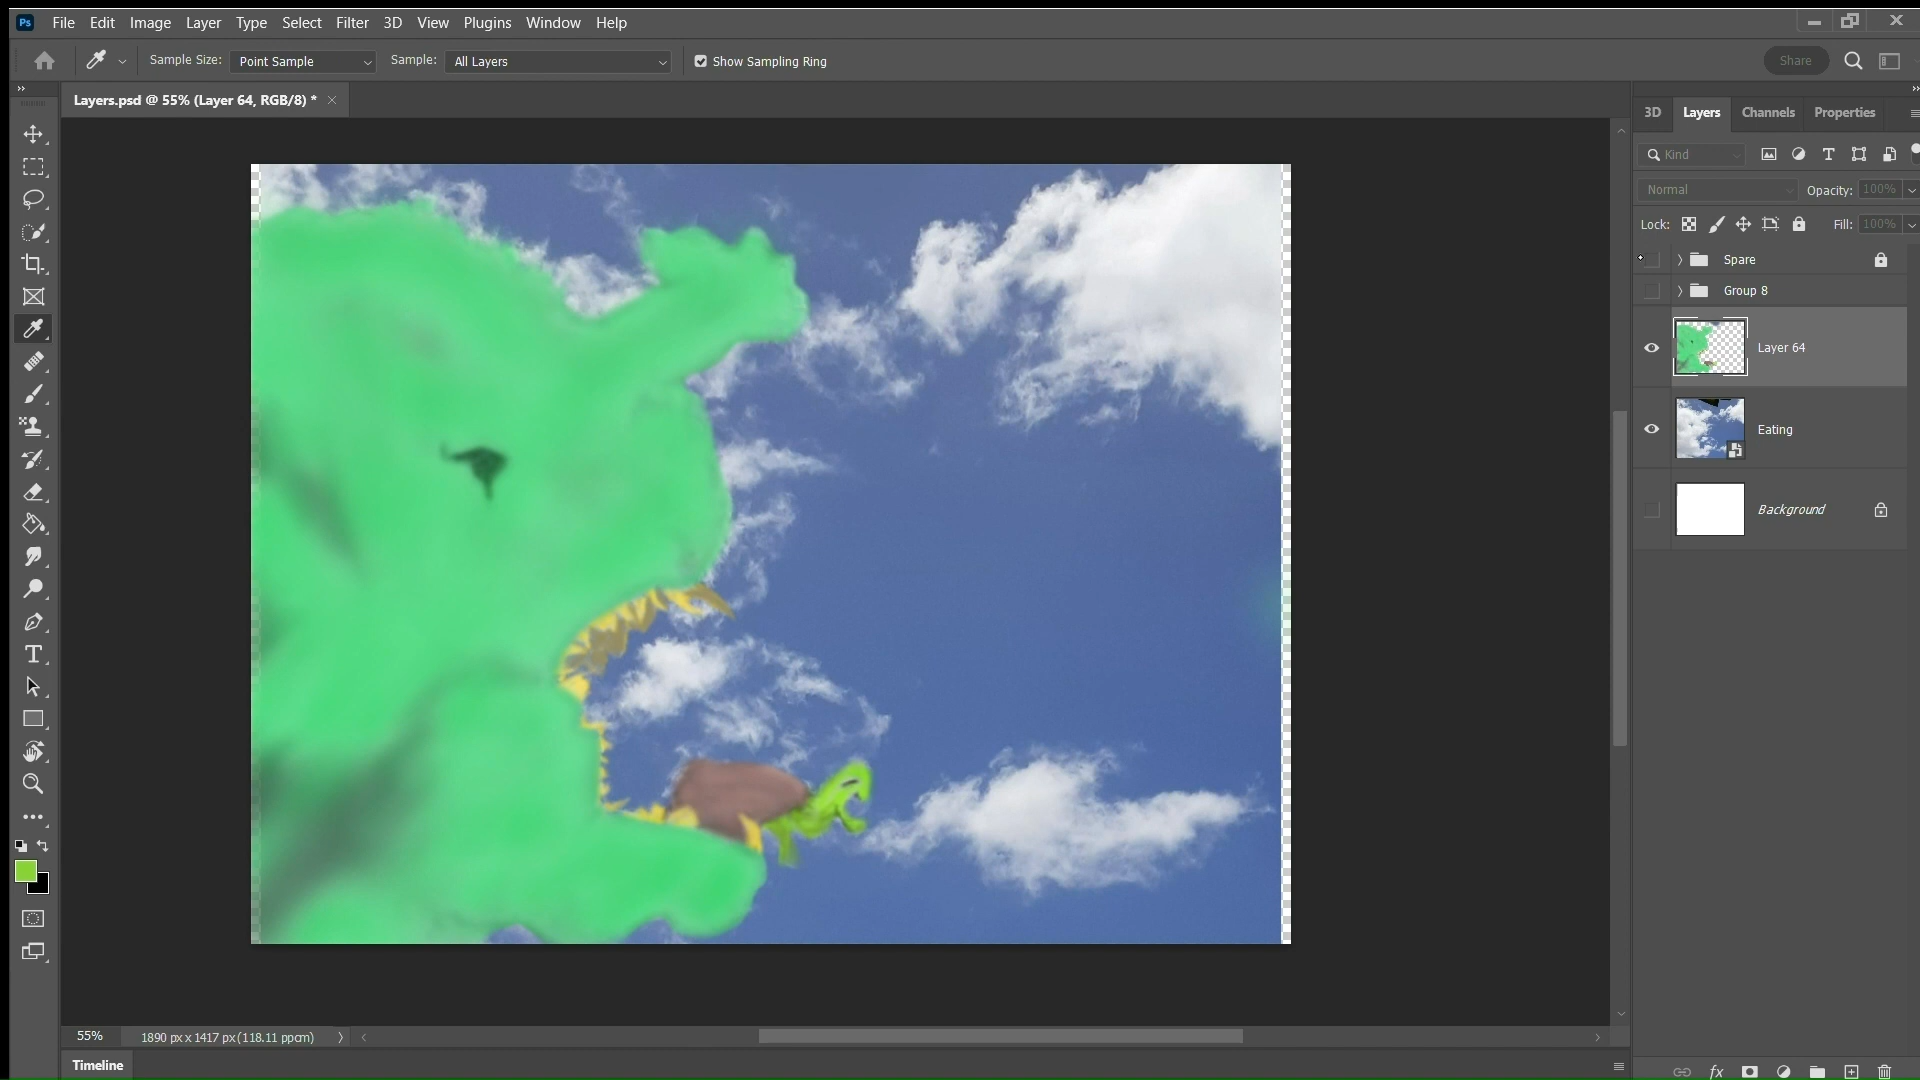 Ps File Edit Image Layer Type Select Filter 3D View Plugins Window Help
Sample Size: Point Sample Sample: All Layers Show Sampling Ring Share
Layers.psd @ 55% (Layer 64, RGB/8) *
3D Layers Channels Properties
Kind
Normal Opacity: 100%
Lock: Fill: 100%
Spare
Group 8
Layer 64
Eating
Background
55% 1890 px x 1417 px (118.11 ppcm)
Timeline
fx